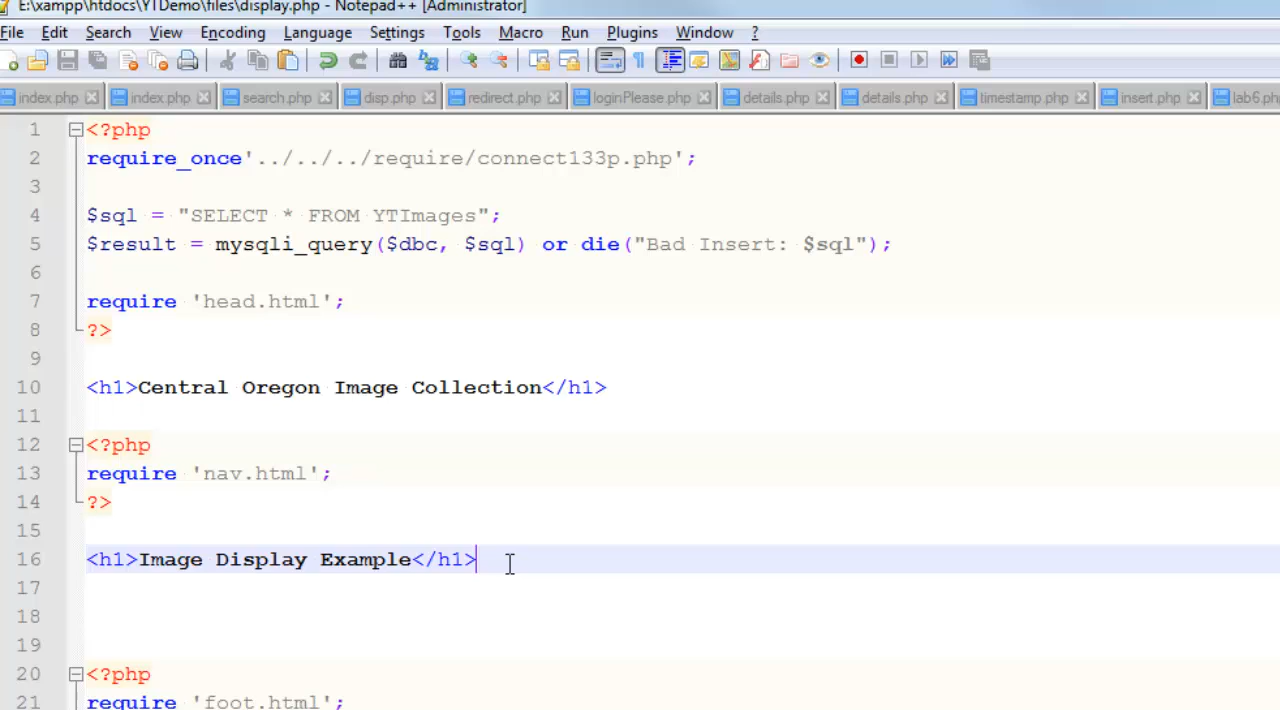 E:\xampp\htdocs\YTDemo\files\display.php - Notepad++ [Administrator]
File Edit Search View Encoding Language Settings Tools Macro Run Plugins Window ?
index.php index.php search.php disp.php redirect.php loginPlease.php details.php details.php timestamp.php insert.php lab6.php
1 <?php
2 require_once'../../../require/connect133p.php';
3
4 $sql = "SELECT * FROM YTImages";
5 $result = mysqli_query($dbc, $sql) or die("Bad Insert: $sql");
6
7 require 'head.html';
8 ?>
9
10 <h1>Central Oregon Image Collection</h1>
11
12 <?php
13 require 'nav.html';
14 ?>
15
16 <h1>Image Display Example</h1>
17
18
19
20 <?php
21 require 'foot.html';